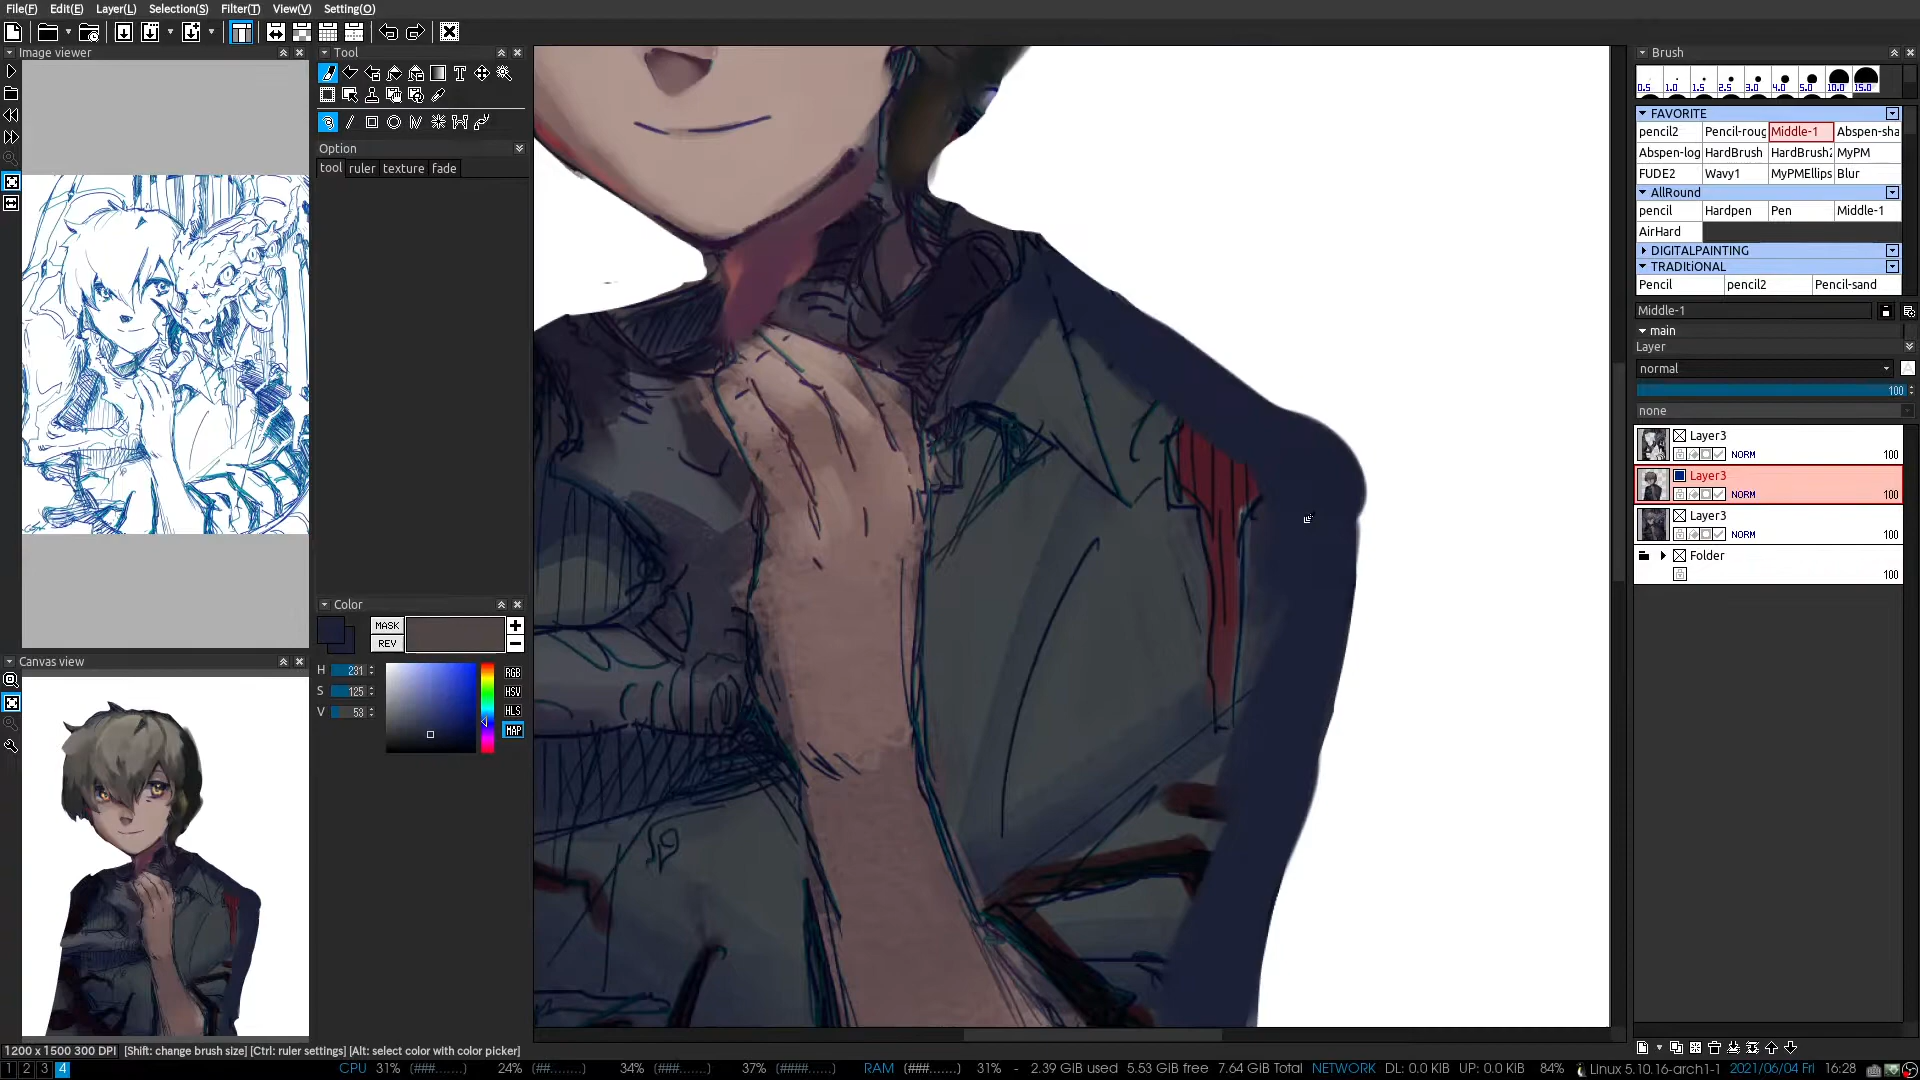 File(F) Edit(E) Layer(L) Selection(S) Filter(T) View(V) Setting(O)
Image viewer
Tool
Option
tool ruler texture fade
Color
MASK
REV
H 231
S 125
V 53
RGB
HSV
HLS
MAP
Canvas view
Brush
0.5 1.0 1.5 2.5 3.0 4.0 5.0 10.0 15.0
FAVORITE
pencil2 Pencil-roug Middle-1 Abspen-sha
Abspen-log HardBrush HardBrush2 MyPM
FUDE2 Wavy1 MyPMEllips Blur
AllRound
pencil Hardpen Pen Middle-1
AirHard
DIGITALPAINTING
TRADItiONAL
Pencil pencil2 Pencil-sand
Middle-1
main
Layer
normal
100
none
Layer3
NORM 100
Layer3
NORM 100
Layer3
NORM 100
Folder
100
1200 x 1500 300 DPI [Shift: change brush size] [Ctrl: ruler settings] [Alt: select color with color picker]
1 2 3 4 CPU 31% (###.......) 24% (##........) 34% (###.......) 37% (####......) RAM (###.......) 31% - 2.39 GIB used 5.53 GIB free 7.64 GIB Total NETWORK DL: 0.0 KIB UP: 0.0 KIB 84% Linux 5.10.16-arch1-1 2021/06/04 Fri 16:28